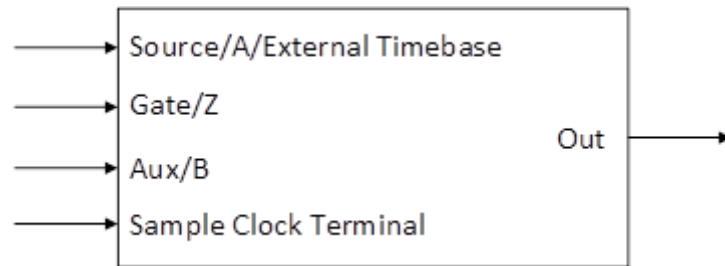 Source/A/External Timebase
Gate/Z
Out
Aux/B
Sample Clock Terminal